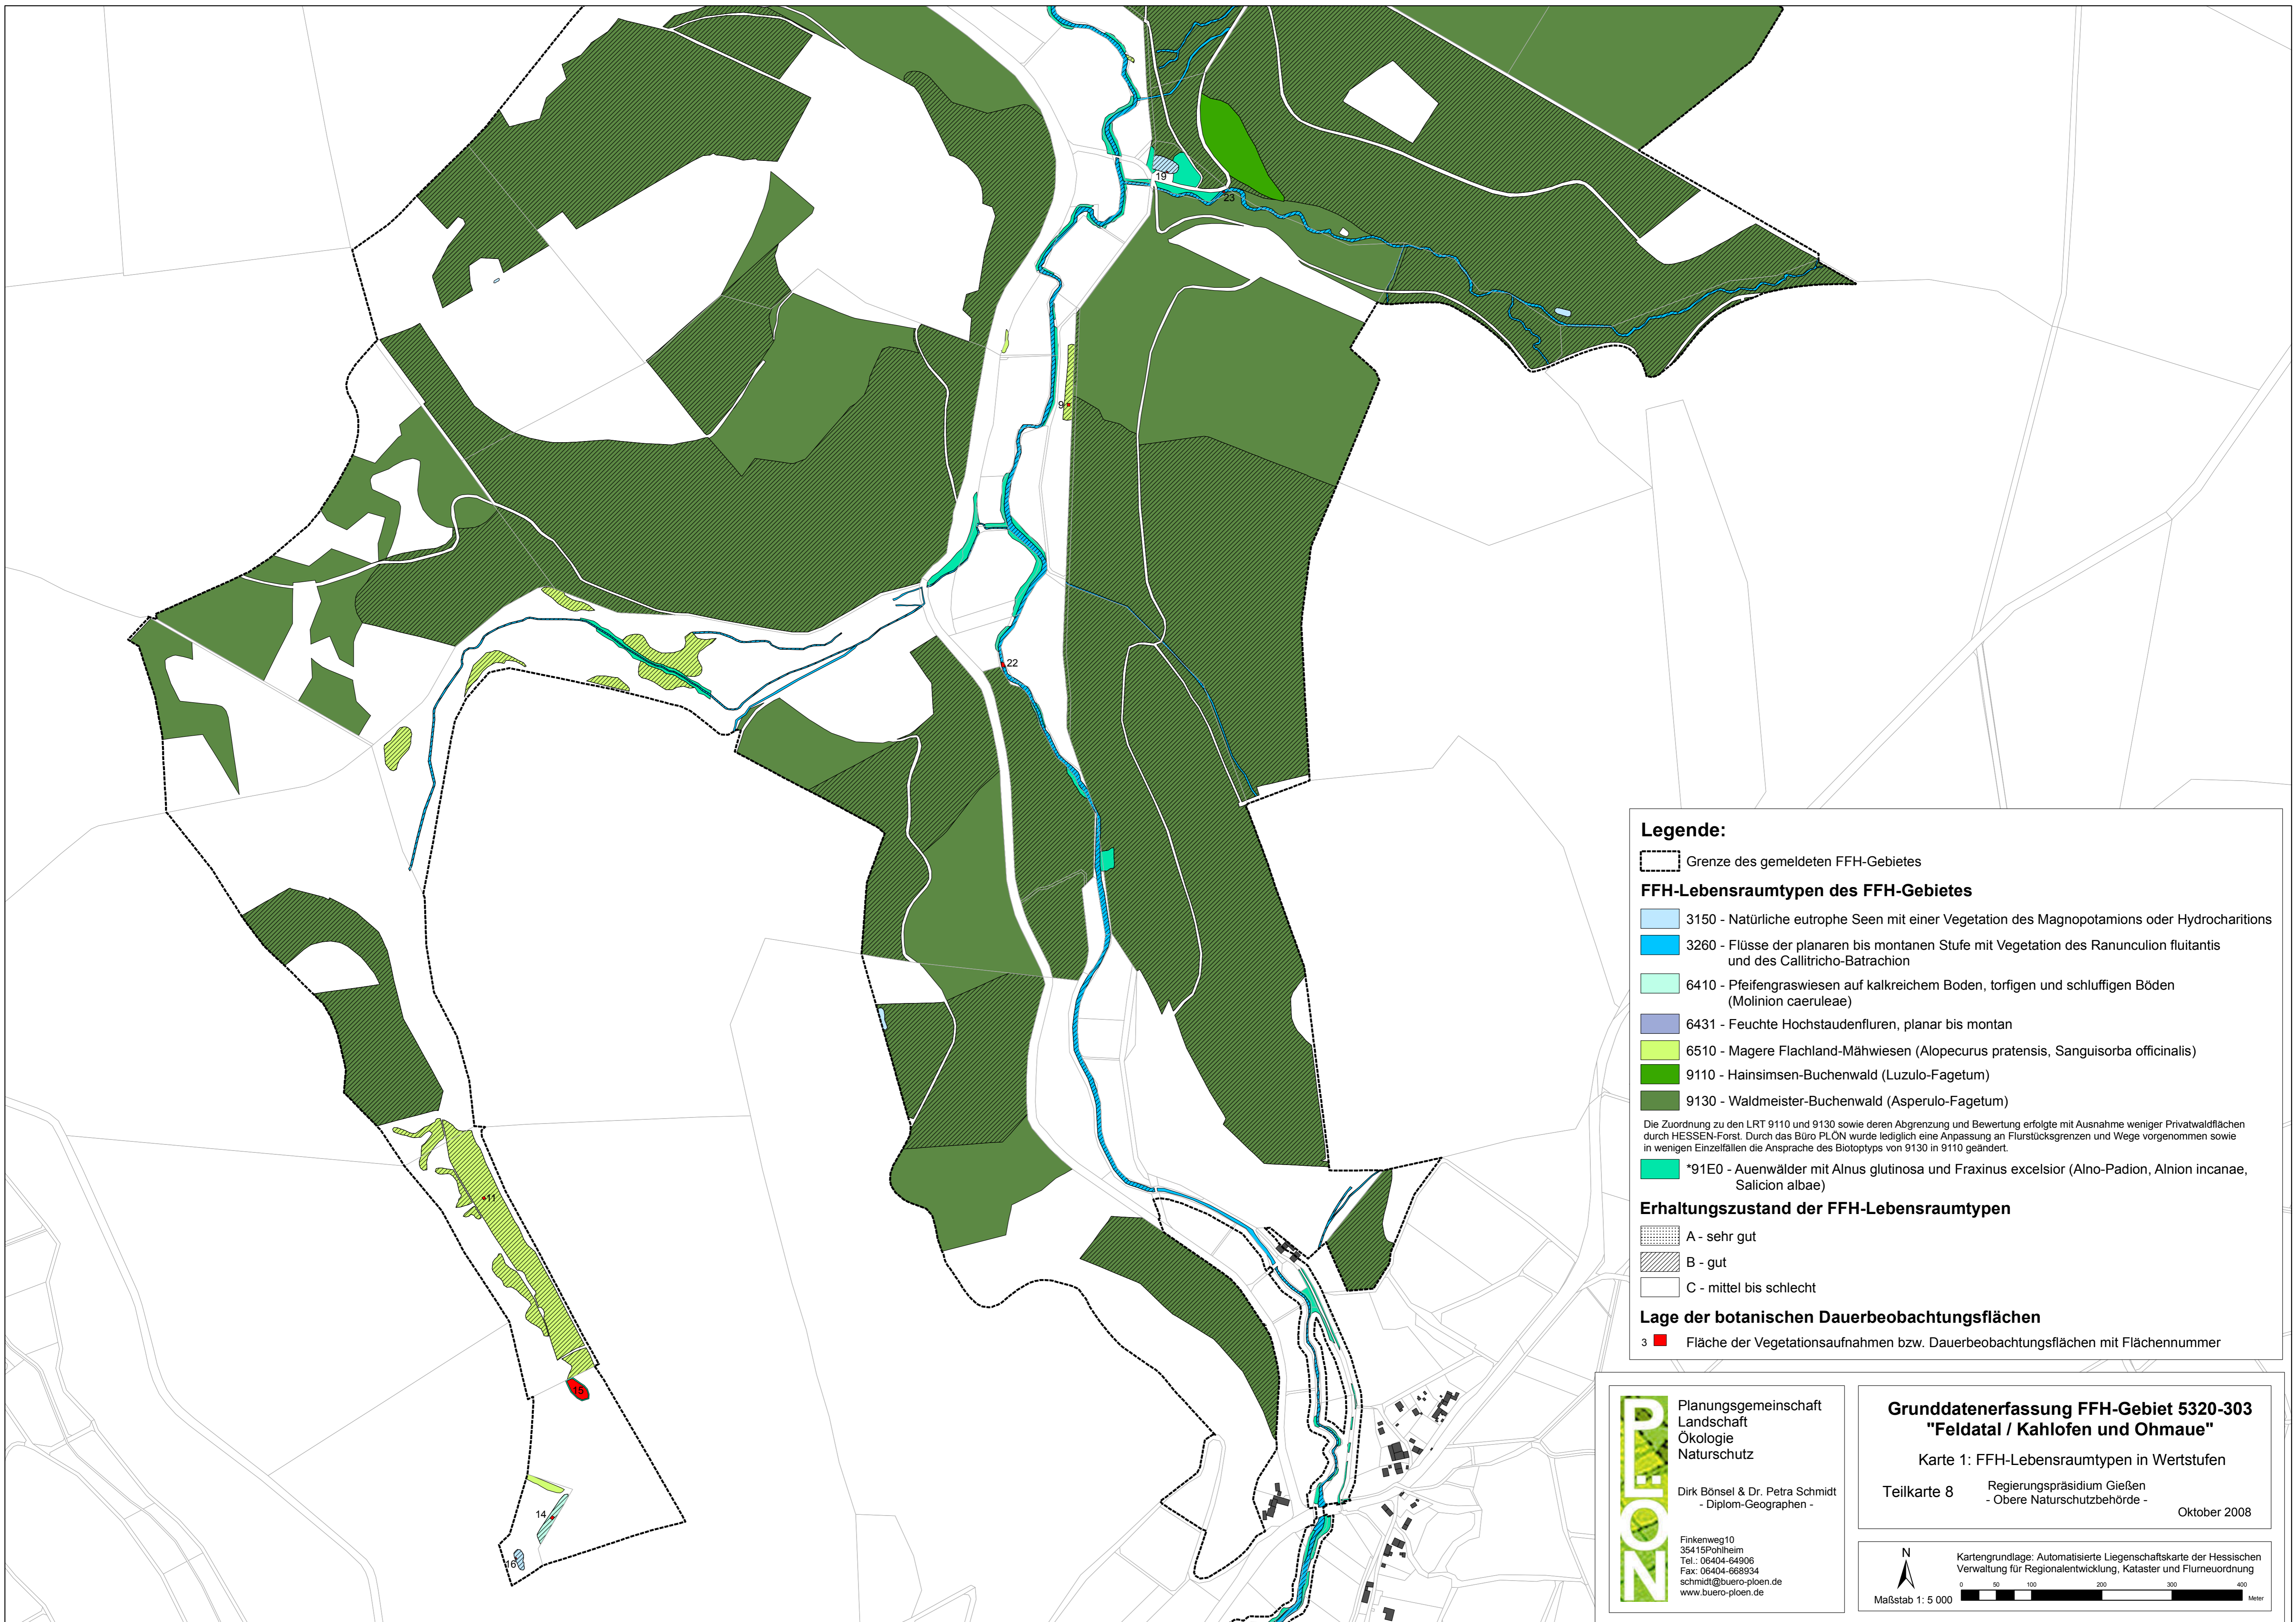 19
23
9
22
11
15
14
16
Legende:
Grenze des gemeldeten FFH-Gebietes
FFH-Lebensraumtypen des FFH-Gebietes
3150 - Natürliche eutrophe Seen mit einer Vegetation des Magnopotamions oder Hydrocharitions
3260 - Flüsse der planaren bis montanen Stufe mit Vegetation des Ranunculion fluitantis
und des Callitricho-Batrachion
6410 - Pfeifengraswiesen auf kalkreichem Boden, torfigen und schluffigen Böden
(Molinion caeruleae)
6431 - Feuchte Hochstaudenfluren, planar bis montan
6510 - Magere Flachland-Mähwiesen (Alopecurus pratensis, Sanguisorba officinalis)
9110 - Hainsimsen-Buchenwald (Luzulo-Fagetum)
9130 - Waldmeister-Buchenwald (Asperulo-Fagetum)
Die Zuordnung zu den LRT 9110 und 9130 sowie deren Abgrenzung und Bewertung erfolgte mit Ausnahme weniger Privatwaldflächen
durch HESSEN-Forst. Durch das Büro PLÖN wurde lediglich eine Anpassung an Flurstücksgrenzen und Wege vorgenommen sowie
in wenigen Einzelfällen die Ansprache des Biotoptyps von 9130 in 9110 geändert.
*91E0 - Auenwälder mit Alnus glutinosa und Fraxinus excelsior (Alno-Padion, Alnion incanae,
Salicion albae)
Erhaltungszustand der FFH-Lebensraumtypen
A - sehr gut
B - gut
C - mittel bis schlecht
Lage der botanischen Dauerbeobachtungsflächen
3 Fläche der Vegetationsaufnahmen bzw. Dauerbeobachtungsflächen mit Flächennummer
PLÖN
Planungsgemeinschaft
Landschaft
Ökologie
Naturschutz
Dirk Bönsel & Dr. Petra Schmidt
- Diplom-Geographen -
Finkenweg10
35415Pohlheim
Tel.: 06404-64906
Fax: 06404-668934
schmidt@buero-ploen.de
www.buero-ploen.de
Grunddatenerfassung FFH-Gebiet 5320-303
"Feldatal / Kahlofen und Ohmaue"
Karte 1: FFH-Lebensraumtypen in Wertstufen
Teilkarte 8
Regierungspräsidium Gießen
- Obere Naturschutzbehörde -
Oktober 2008
N
Maßstab 1: 5 000
Kartengrundlage: Automatisierte Liegenschaftskarte der Hessischen
Verwaltung für Regionalentwicklung, Kataster und Flurneuordnung
0 50 100 200 300 400
Meter